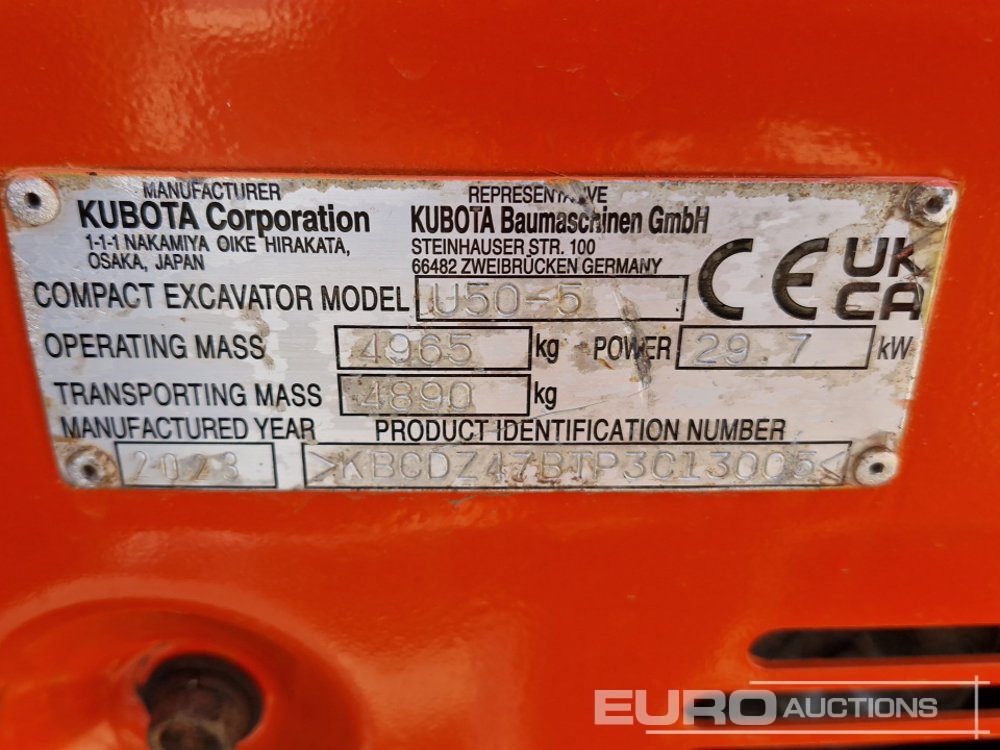 MANUFACTURER
KUBOTA Corporation
1-1-1 NAKAMIYA OIKE HIRAKATA,
OSAKA, JAPAN
REPRESENTATIVE
KUBOTA Baumaschinen GmbH
STEINHAUSER STR. 100
66482 ZWEIBRÜCKEN GERMANY
CE
UK
CA
COMPACT EXCAVATOR MODEL U50-5
OPERATING MASS 4965 kg POWER 29.7 kW
TRANSPORTING MASS 4890 kg
MANUFACTURED YEAR PRODUCT IDENTIFICATION NUMBER
2023 >KBCDZ47BTP3C13005<
EURO AUCTIONS